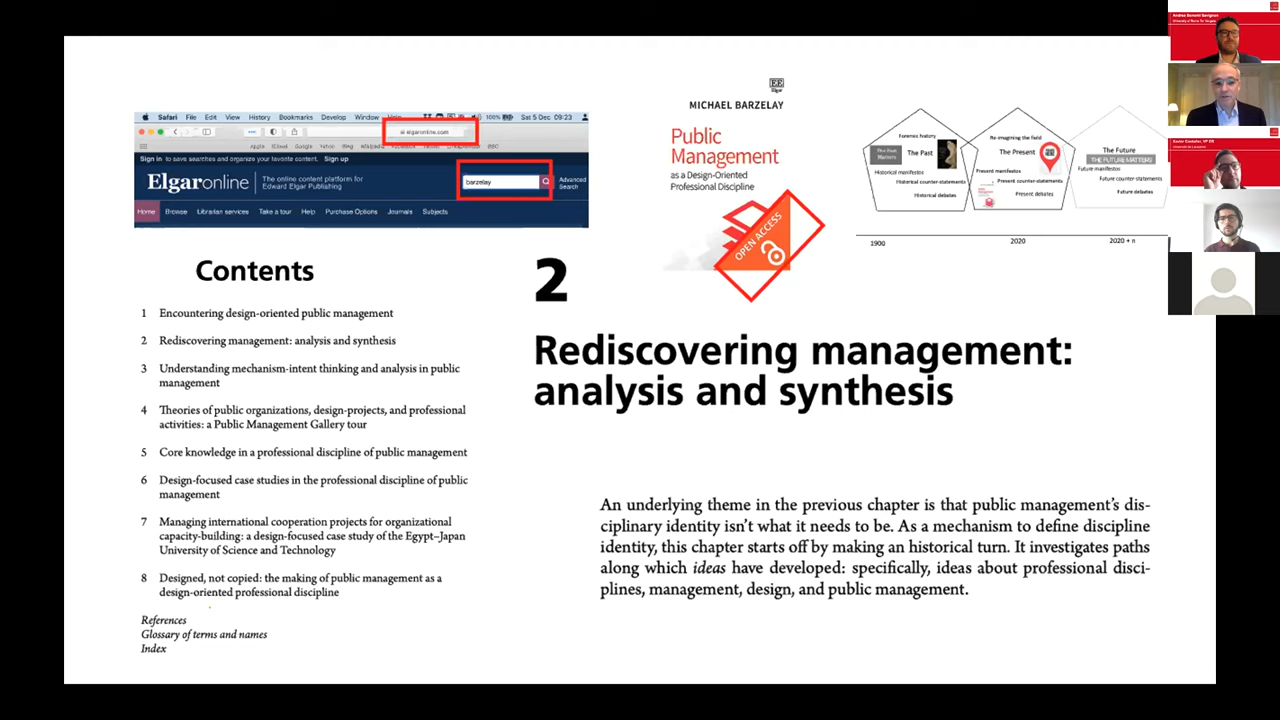 Safari File Edit View History Bookmarks Develop Window Help 100% Sat 5 Dec 09:23
elgaronline.com
Apple iCloud Google Yahoo Bing Wikipedia
Sign in to save searches and organize your favorite content. Sign up
Elgaronline
The online content platform for
Edward Elgar Publishing
barzelay
Advanced
Search
Home Browse Librarian services Take a tour Help Purchase Options Journals Subjects
EE
Elgar
MICHAEL BARZELAY
Public
Management
as a Design-Oriented
Professional Discipline
OPEN ACCESS
Forensic history
The Past
Historical manifestos
Historical counter-statements
Historical debates
Re-imagining the field
The Present
Present manifestos
Present counter-statements
Present debates
The Future
THE FUTURE MATTERS
Future manifestos
Future counter-statements
Future debates
1900
2020
2020 + n
Contents
1 Encountering design-oriented public management
2 Rediscovering management: analysis and synthesis
3 Understanding mechanism-intent thinking and analysis in public
management
4 Theories of public organizations, design-projects, and professional
activities: a Public Management Gallery tour
5 Core knowledge in a professional discipline of public management
6 Design-focused case studies in the professional discipline of public
management
7 Managing international cooperation projects for organizational
capacity-building: a design-focused case study of the Egypt–Japan
University of Science and Technology
8 Designed, not copied: the making of public management as a
design-oriented professional discipline
References
Glossary of terms and names
Index
2
Rediscovering management:
analysis and synthesis
An underlying theme in the previous chapter is that public management's dis-
ciplinary identity isn't what it needs to be. As a mechanism to define discipline
identity, this chapter starts off by making an historical turn. It investigates paths
along which ideas have developed: specifically, ideas about professional disci-
plines, management, design, and public management.